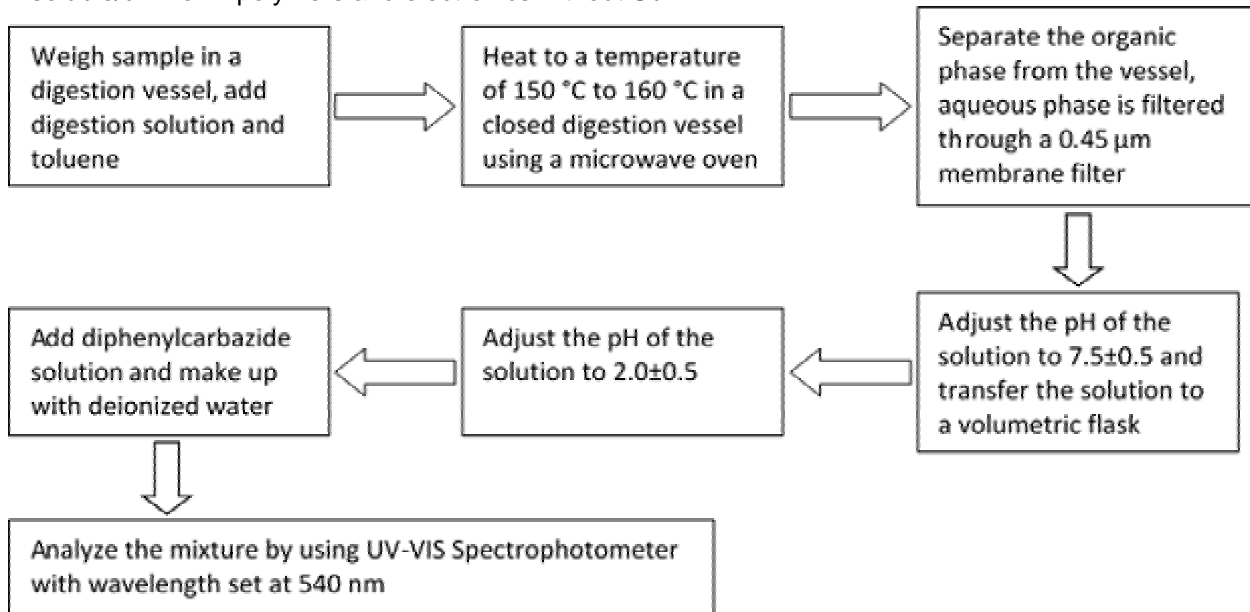 polymers and electronics without
Weigh sample in a
digestion vessel, add
digestion solution and
toluene
Heat to a temperature
of 150 °C to 160 °C in a
closed digestion vessel
using a microwave oven
Separate the organic
phase from the vessel,
aqueous phase is filtered
through a 0.45 µm
membrane filter
Adjust the pH of the
solution to 7.5±0.5 and
transfer the solution to
a volumetric flask
Adjust the pH of the
solution to 2.0±0.5
Add diphenylcarbazide
solution and make up
with deionized water
Analyze the mixture by using UV-VIS Spectrophotometer
with wavelength set at 540 nm